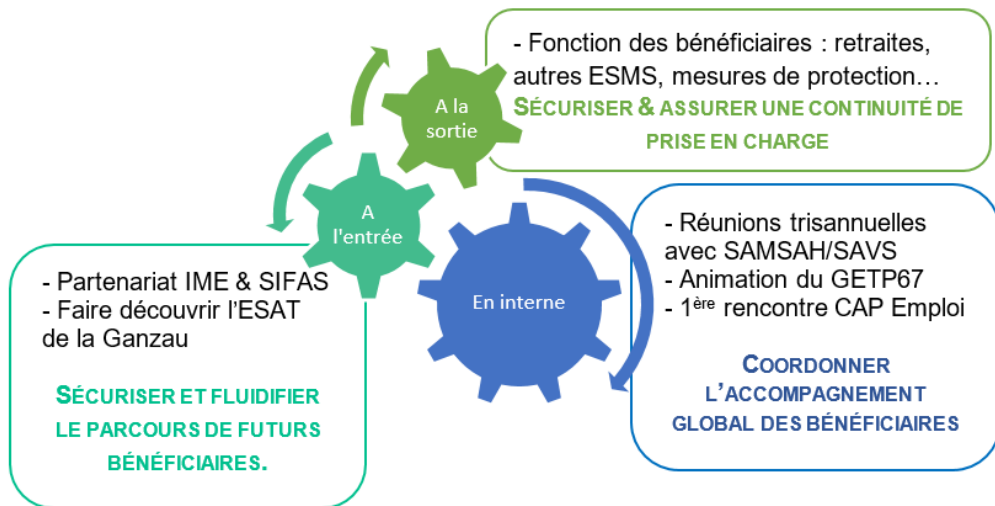 - Fonction des bénéficiaires : retraites,
autres ESMS, mesures de protection…
SÉCURISER & ASSURER UNE CONTINUITÉ DE
PRISE EN CHARGE
A la
sortie
A
l'entrée
En interne
- Partenariat IME & SIFAS
- Faire découvrir l’ESAT
de la Ganzau
SÉCURISER ET FLUIDIFIER
LE PARCOURS DE FUTURS
BÉNÉFICIAIRES.
- Réunions trisannuelles
avec SAMSAH/SAVS
- Animation du GETP67
- 1ère rencontre CAP Emploi
COORDONNER
L’ACCOMPAGNEMENT
GLOBAL DES BÉNÉFICIAIRES